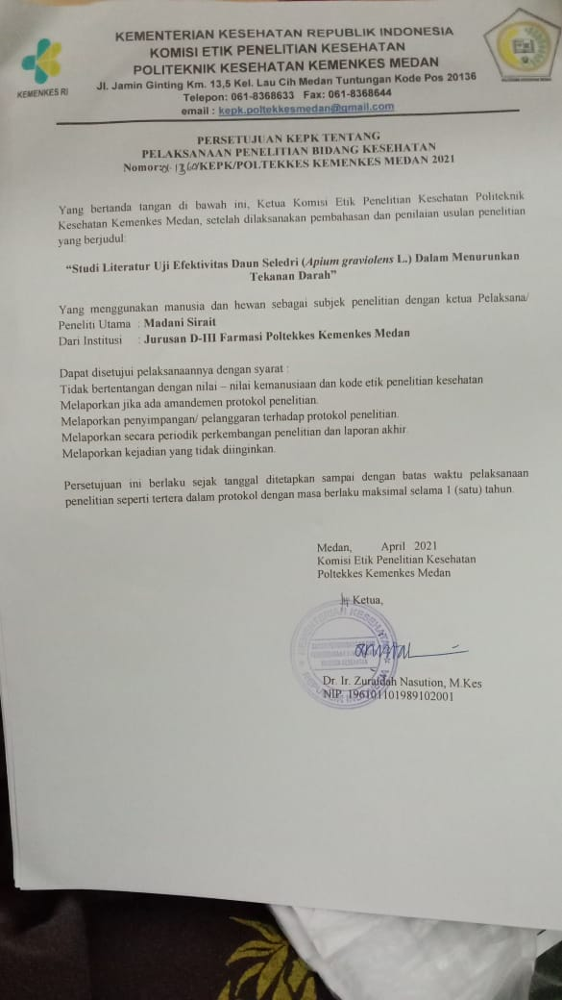 KEMENTERIAN KESEHATAN REPUBLIK INDONESIA
KOMISI ETIK PENELITIAN KESEHATAN
POLITEKNIK KESEHATAN KEMENKES MEDAN
Jl. Jamin Ginting Km. 13,5 Kel. Lau Cih Medan Tuntungan Kode Pos 20136
Telepon: 061-8368633 Fax: 061-8368644
email : kepk.poltekkesmedan@gmail.com
KEMENKES RI
PERSETUJUAN KEPK TENTANG
PELAKSANAAN PENELITIAN BIDANG KESEHATAN
Nomor: /KEPK/POLTEKKES KEMENKES MEDAN 2021
Yang bertanda tangan di bawah ini, Ketua Komisi Etik Penelitian Kesehatan Politeknik
Kesehatan Kemenkes Medan, setelah dilaksanakan pembahasan dan penilaian usulan penelitian
yang berjudul:
“Studi Literatur Uji Efektivitas Daun Seledri (Apium graviolens L.) Dalam Menurunkan
Tekanan Darah”
Yang menggunakan manusia dan hewan sebagai subjek penelitian dengan ketua Pelaksana/
Peneliti Utama : Madani Sirait
Dari Institusi : Jurusan D-III Farmasi Poltekkes Kemenkes Medan
Dapat disetujui pelaksanaannya dengan syarat :
Tidak bertentangan dengan nilai – nilai kemanusiaan dan kode etik penelitian kesehatan
Melaporkan jika ada amandemen protokol penelitian.
Melaporkan penyimpangan/ pelanggaran terhadap protokol penelitian.
Melaporkan secara periodik perkembangan penelitian dan laporan akhir.
Melaporkan kejadian yang tidak diinginkan.
Persetujuan ini berlaku sejak tanggal ditetapkan sampai dengan batas waktu pelaksanaan
penelitian seperti tertera dalam protokol dengan masa berlaku maksimal selama 1 (satu) tahun.
Medan, April 2021
Komisi Etik Penelitian Kesehatan
Poltekkes Kemenkes Medan
Ketua,
KEMENTERIAN KESEHATAN
REPUBLIK INDONESIA
Dr. Ir. Zuraidah Nasution, M.Kes
NIP. 196101101989102001